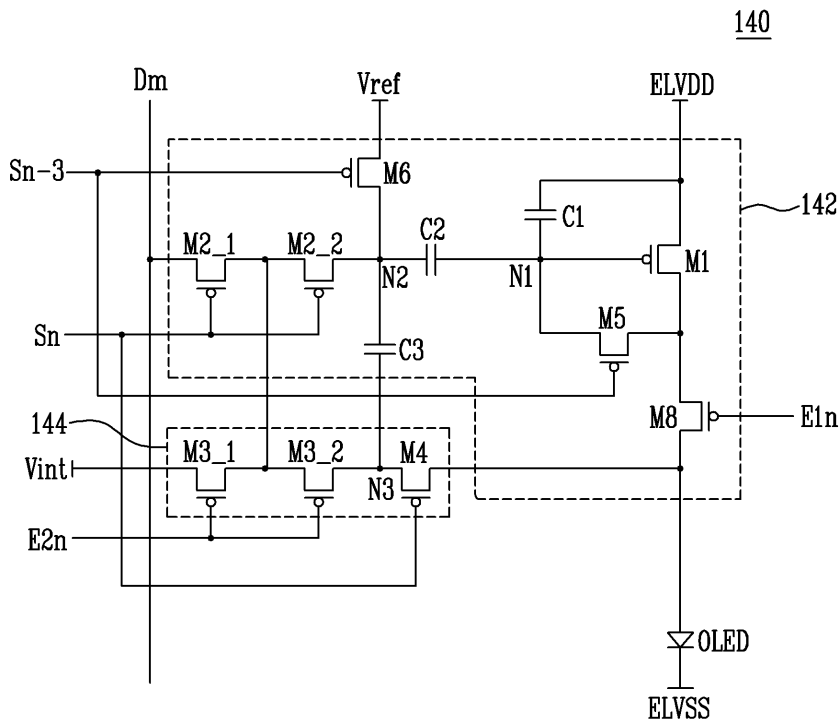 140
Dm
Vref
ELVDD
Sn-3
M6
142
C1
C2
M2_1
M2_2
N2
N1
M1
M5
Sn
C3
M8
E1n
144
M3_1
M3_2
M4
Vint
N3
E2n
OLED
ELVSS